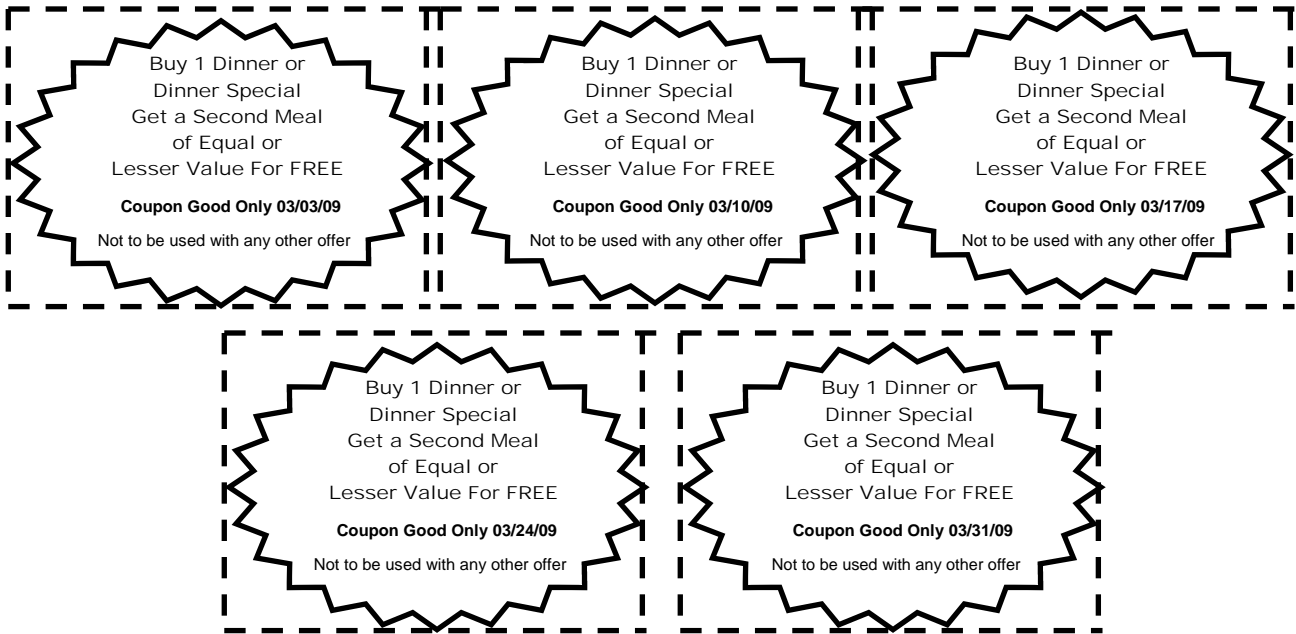 Buy 1 Dinner or
Dinner Special
Get a Second Meal
of Equal or
Lesser Value For FREE
Coupon Good Only 03/03/09
Not to be used with any other offer
Buy 1 Dinner or
Dinner Special
Get a Second Meal
of Equal or
Lesser Value For FREE
Coupon Good Only 03/10/09
Not to be used with any other offer
Buy 1 Dinner or
Dinner Special
Get a Second Meal
of Equal or
Lesser Value For FREE
Coupon Good Only 03/17/09
Not to be used with any other offer
Buy 1 Dinner or
Dinner Special
Get a Second Meal
of Equal or
Lesser Value For FREE
Coupon Good Only 03/24/09
Not to be used with any other offer
Buy 1 Dinner or
Dinner Special
Get a Second Meal
of Equal or
Lesser Value For FREE
Coupon Good Only 03/31/09
Not to be used with any other offer